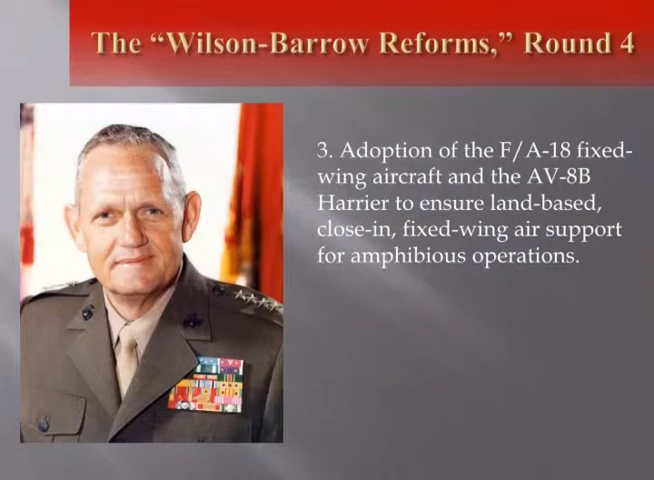 The “Wilson-Barrow Reforms,” Round 4
3. Adoption of the F/A-18 fixed-
wing aircraft and the AV-8B
Harrier to ensure land-based,
close-in, fixed-wing air support
for amphibious operations.